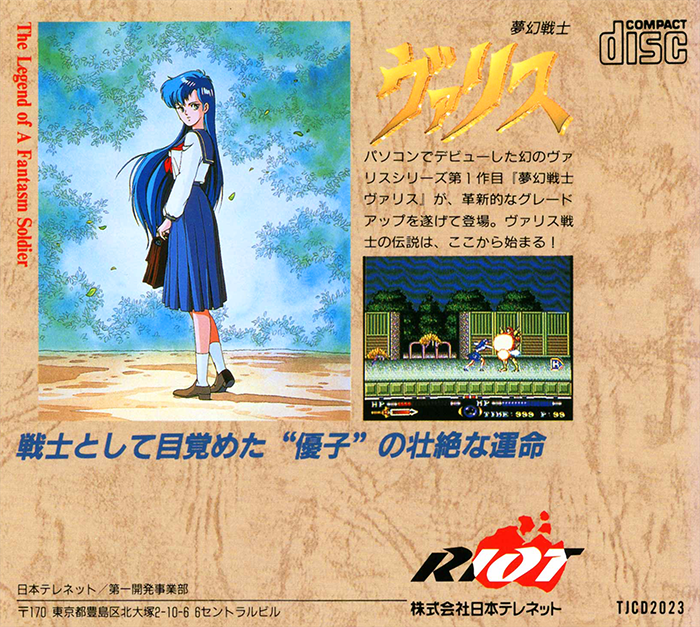 The Legend of A Fantasm Soldier
夢幻戦士
ヴァリス
COMPACT
disc
パソコンでデビューした幻のヴァ
リスシリーズ第1作目『夢幻戦士
ヴァリス』が、革新的なグレード
アップを遂げて登場。ヴァリス戦
士の伝説は、ここから始まる!
HP
MP
TIME:999 P:99
戦士として目覚めた“優子”の壮絶な運命
RIOT
株式会社日本テレネット
日本テレネット/第一開発事業部
〒170 東京都豊島区北大塚2-10-6 6セントラルビル
TJCD2023